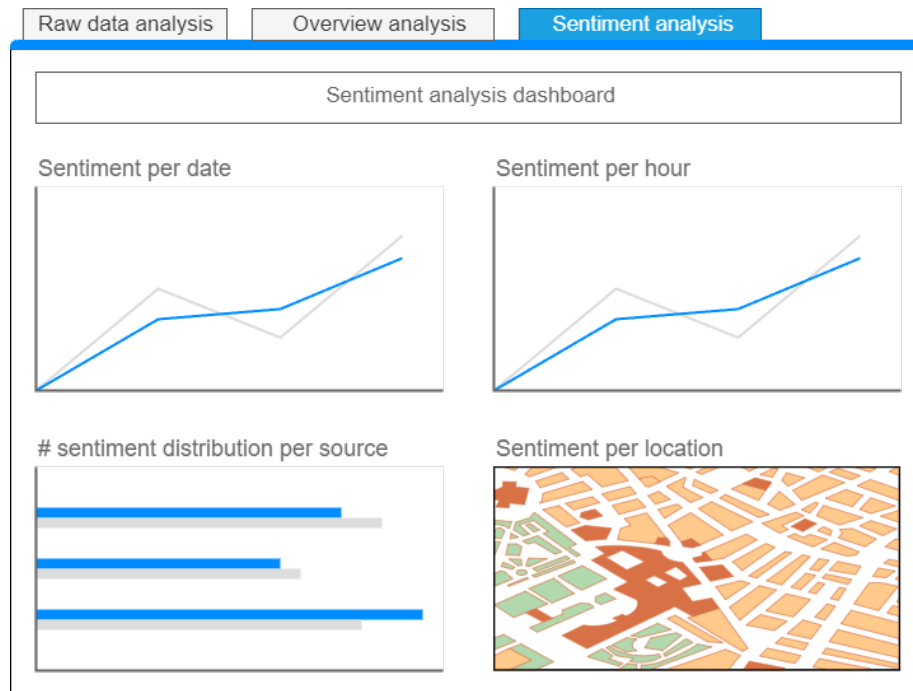 Raw data analysis
Overview analysis
Sentiment analysis
Sentiment analysis dashboard
Sentiment per date
Sentiment per hour
# sentiment distribution per source
Sentiment per location